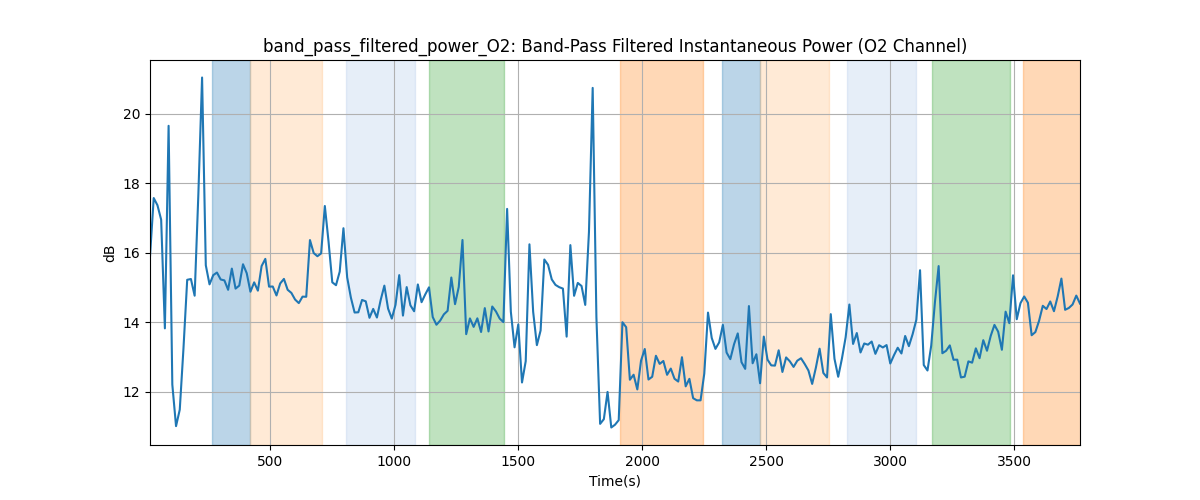 band_pass_filtered_power_O2: Band-Pass Filtered Instantaneous Power (O2 Channel)
20
18
16
14
12
dB
500 1000 1500 2000 2500 3000 3500
Time(s)